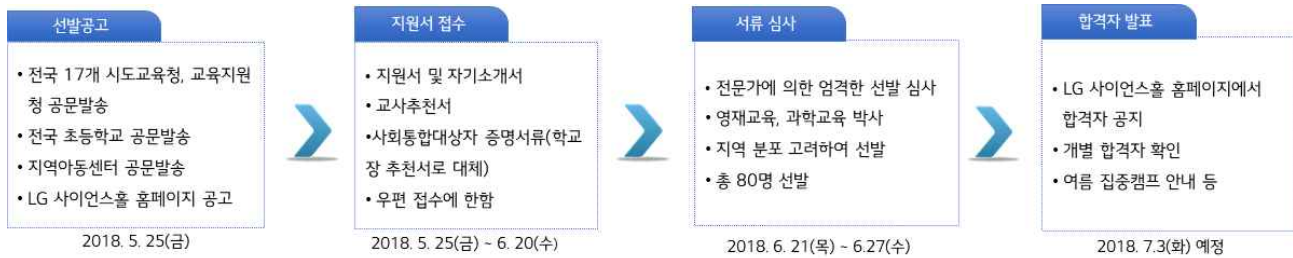 선발공고
• 전국 17개 시도교육청, 교육지원
청 공문발송
• 전국 초등학교 공문발송
• 지역아동센터 공문발송
• LG 사이언스홀 홈페이지 공고
2018. 5. 25(금)
지원서 접수
• 지원서 및 자기소개서
• 교사추천서
•사회통합대상자 증명서류(학교
장 추천서로 대체)
• 우편 접수에 한함
2018. 5. 25(금) ~ 6. 20(수)
서류 심사
• 전문가에 의한 엄격한 선발 심사
• 영재교육, 과학교육 박사
• 지역 분포 고려하여 선발
• 총 80명 선발
2018. 6. 21(목) ~ 6.27(수)
합격자 발표
• LG 사이언스홀 홈페이지에서
합격자 공지
• 개별 합격자 확인
• 여름 집중캠프 안내 등
2018. 7.3(화) 예정